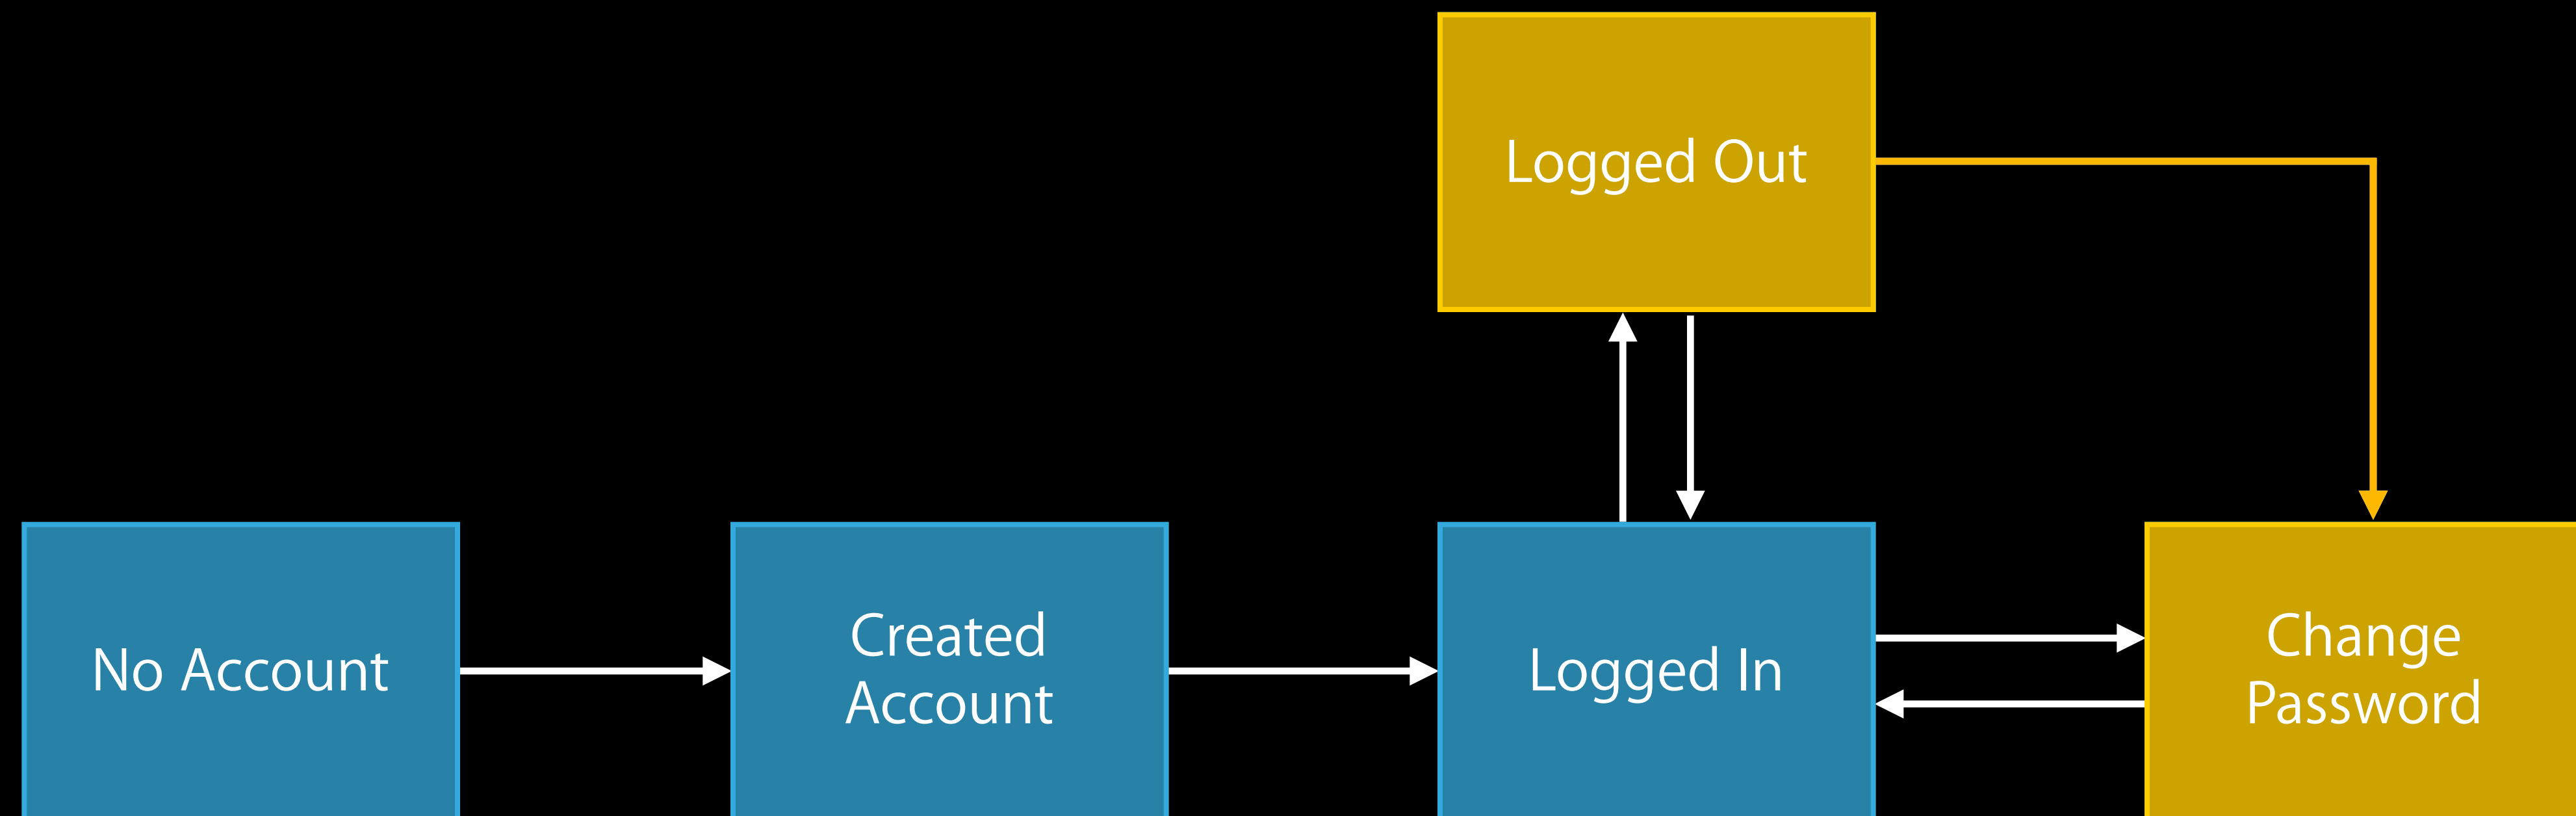 Logged Out
No Account
Created
Account
Logged In
Change
Password